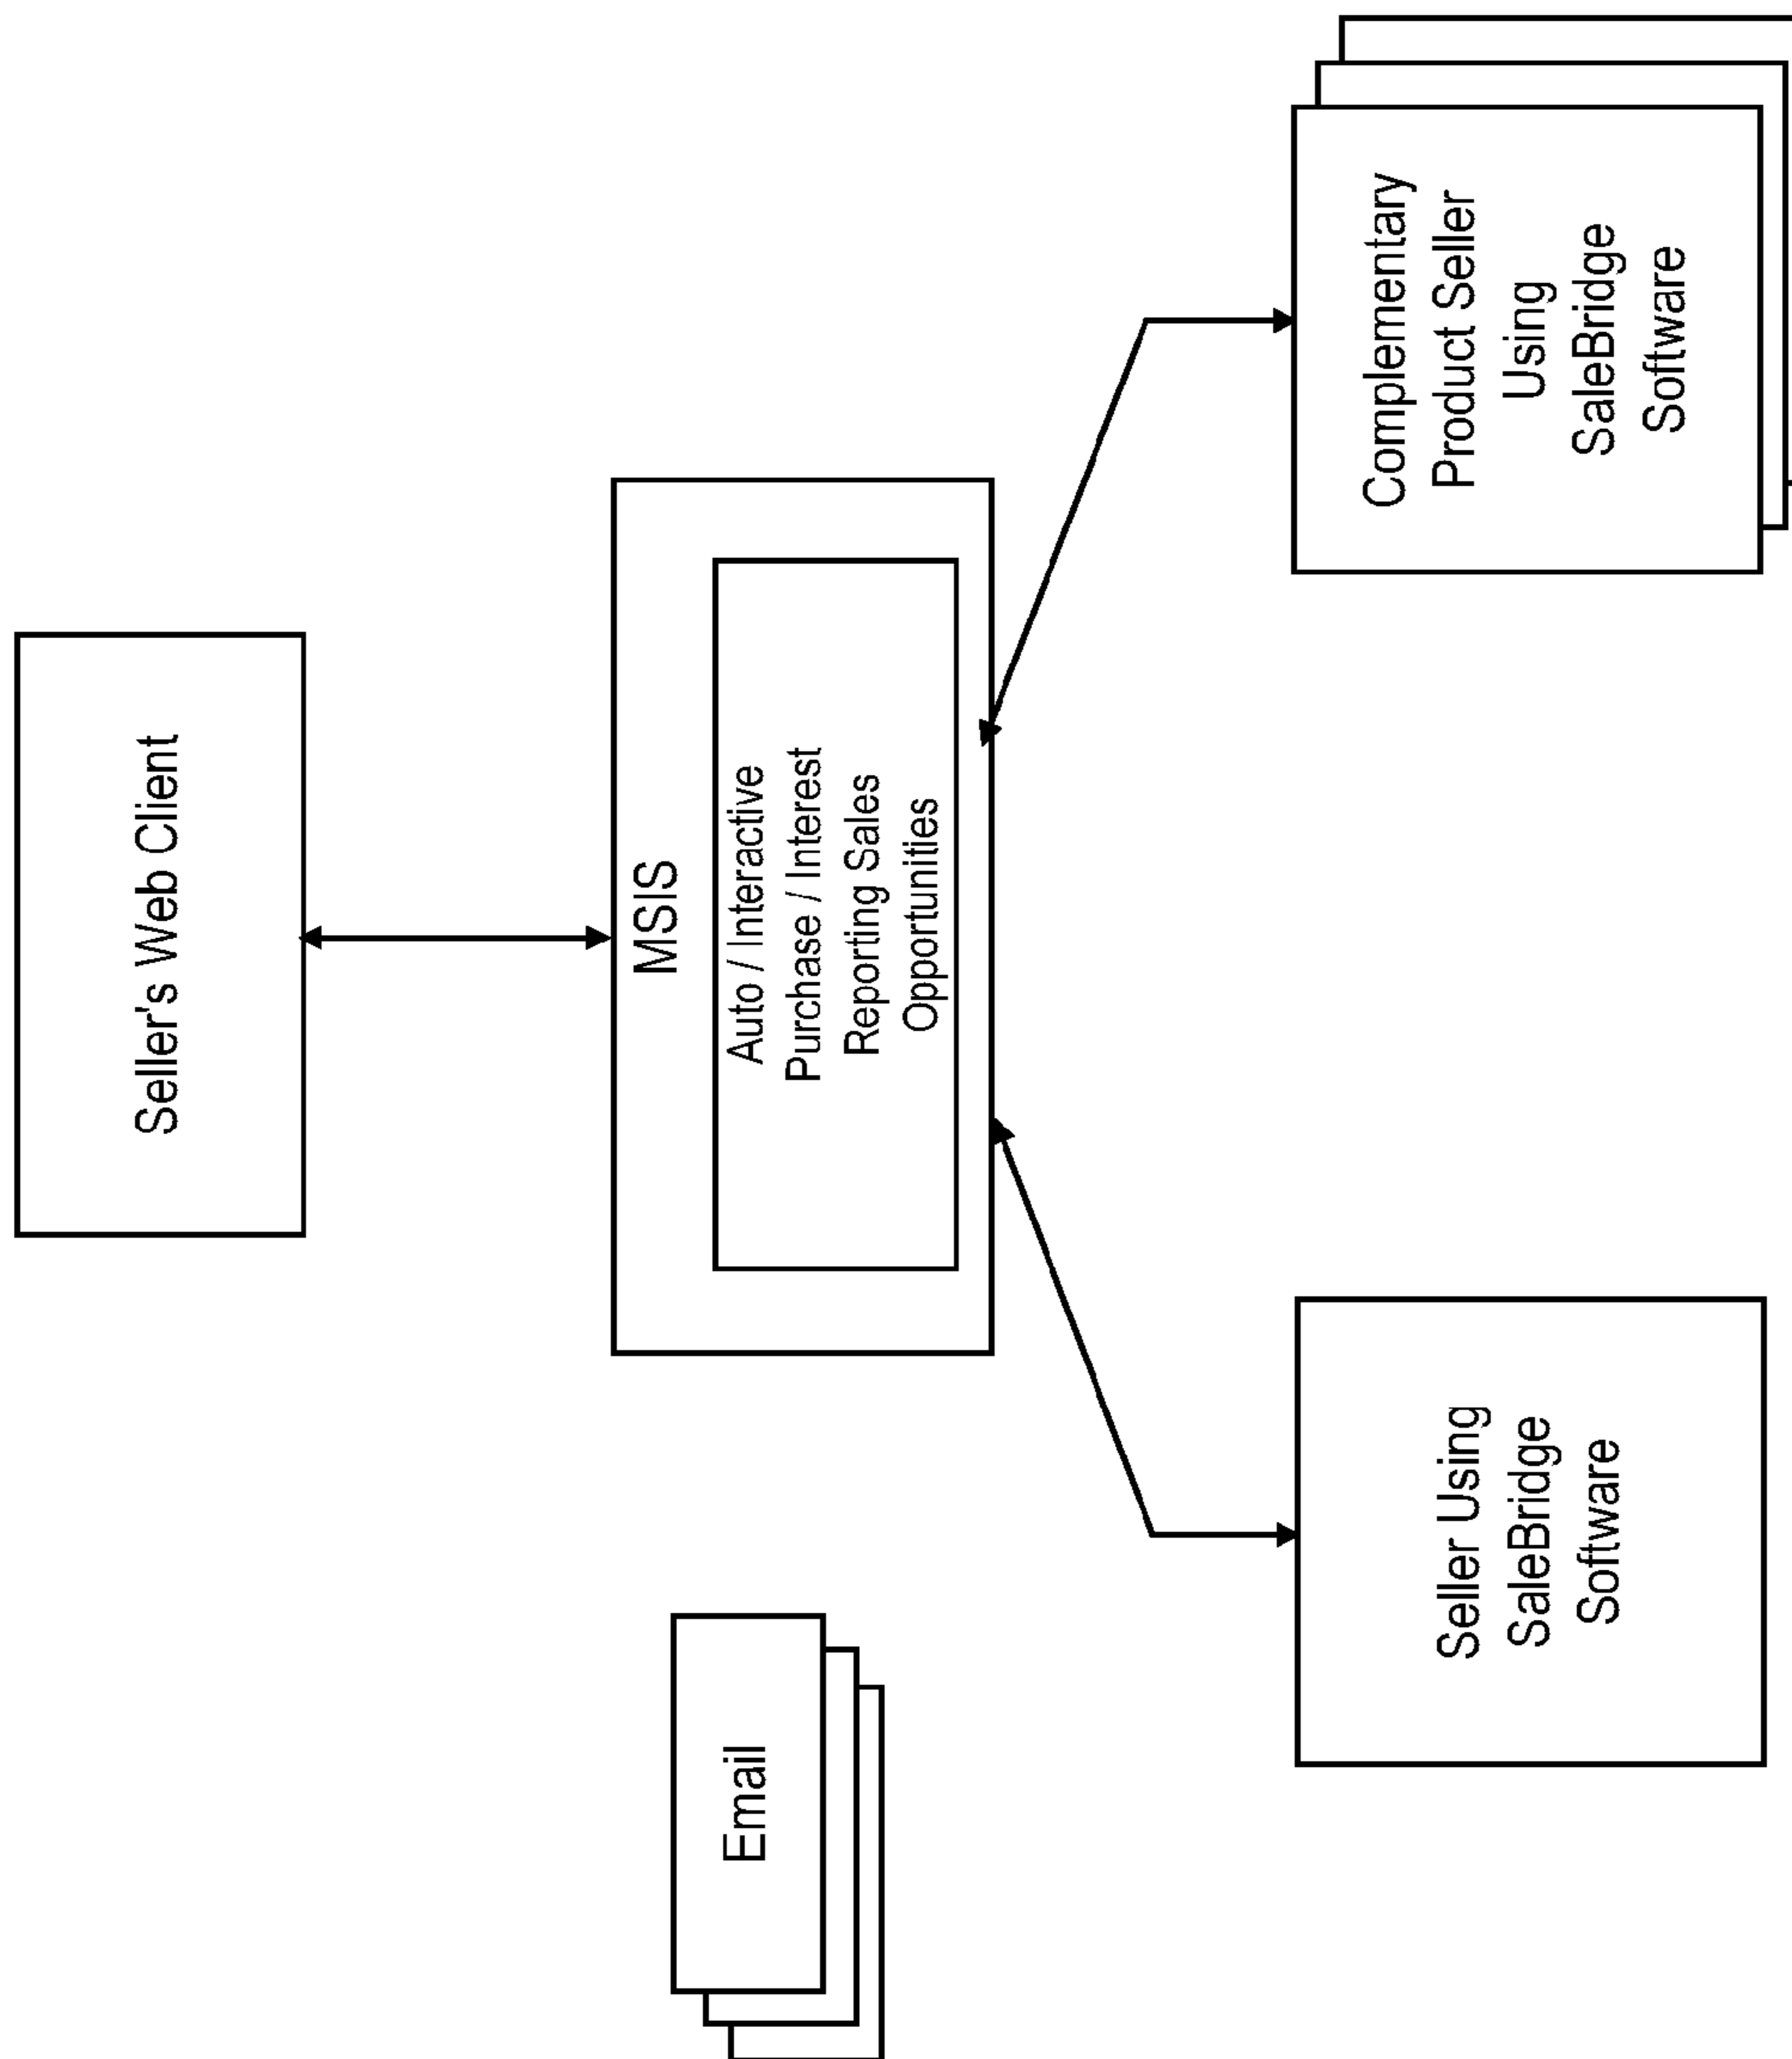 Seller's Web Client
MSIS
Auto / Interactive
Purchase / Interest
Reporting Sales
Opportunities
Email
Seller Using
SaleBridge
Software
Complementary
Product Seller
Using
SaleBridge
Software